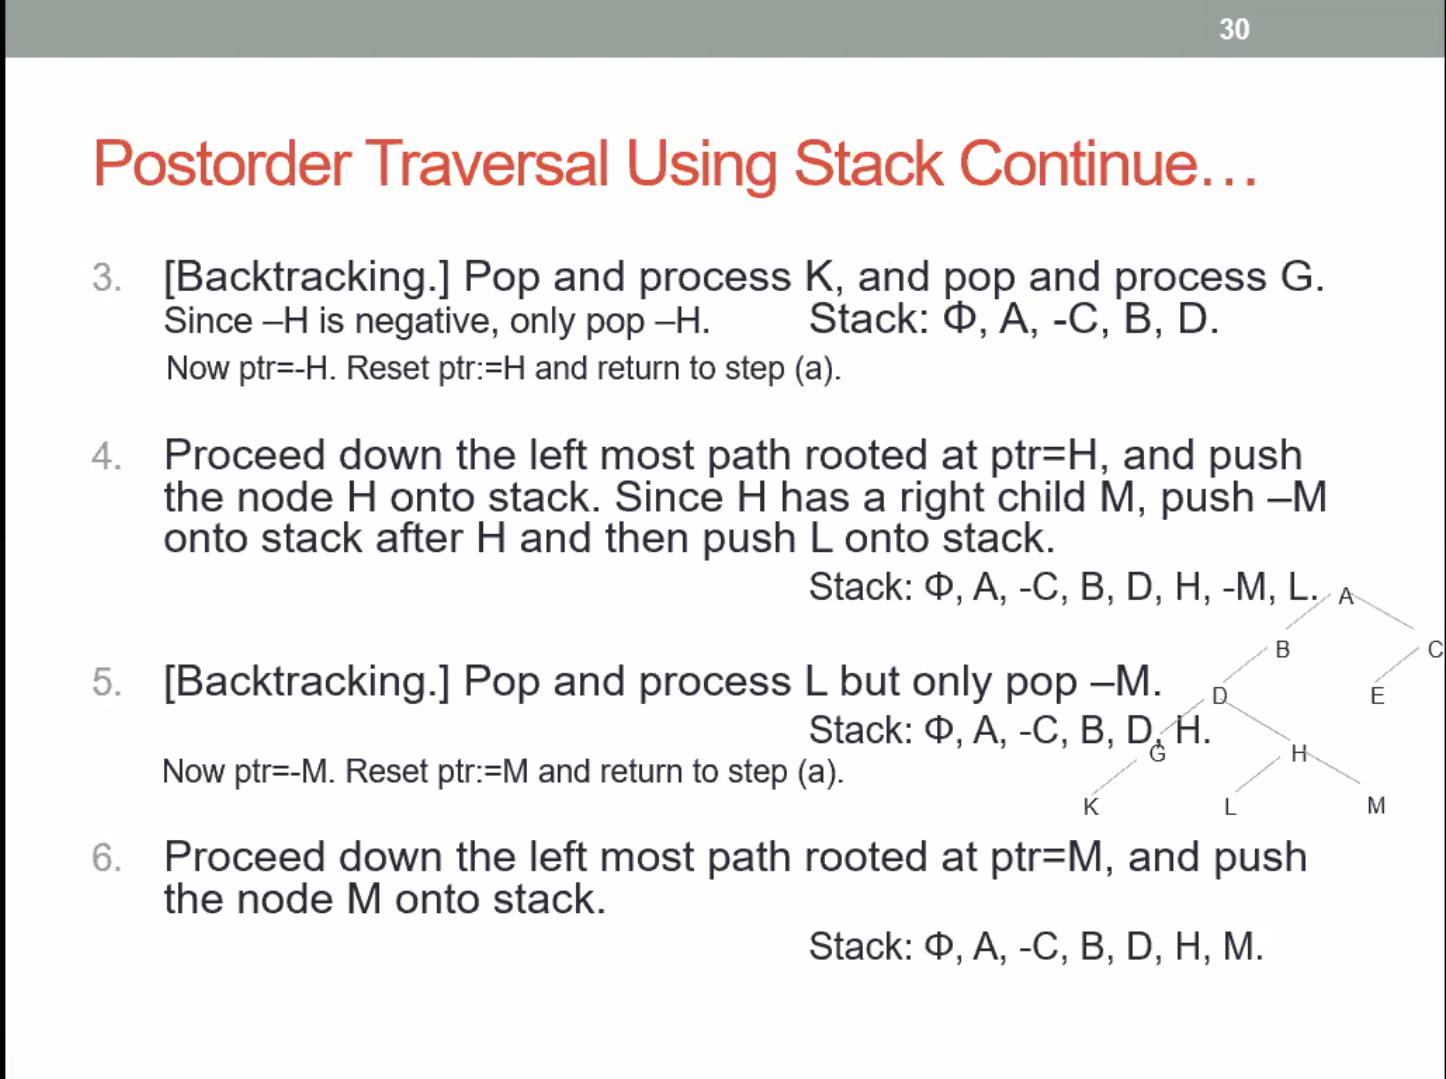 30
Postorder Traversal Using Stack Continue…
3. [Backtracking.] Pop and process K, and pop and process G.
Since –H is negative, only pop –H. Stack: Φ, A, -C, B, D.
Now ptr=-H. Reset ptr:=H and return to step (a).
4. Proceed down the left most path rooted at ptr=H, and push
the node H onto stack. Since H has a right child M, push –M
onto stack after H and then push L onto stack.
Stack: Φ, A, -C, B, D, H, -M, L.
A
B
C
5. [Backtracking.] Pop and process L but only pop –M.
D
E
Stack: Φ, A, -C, B, D, H.
G
H
Now ptr=-M. Reset ptr:=M and return to step (a).
K
L
M
6. Proceed down the left most path rooted at ptr=M, and push
the node M onto stack.
Stack: Φ, A, -C, B, D, H, M.